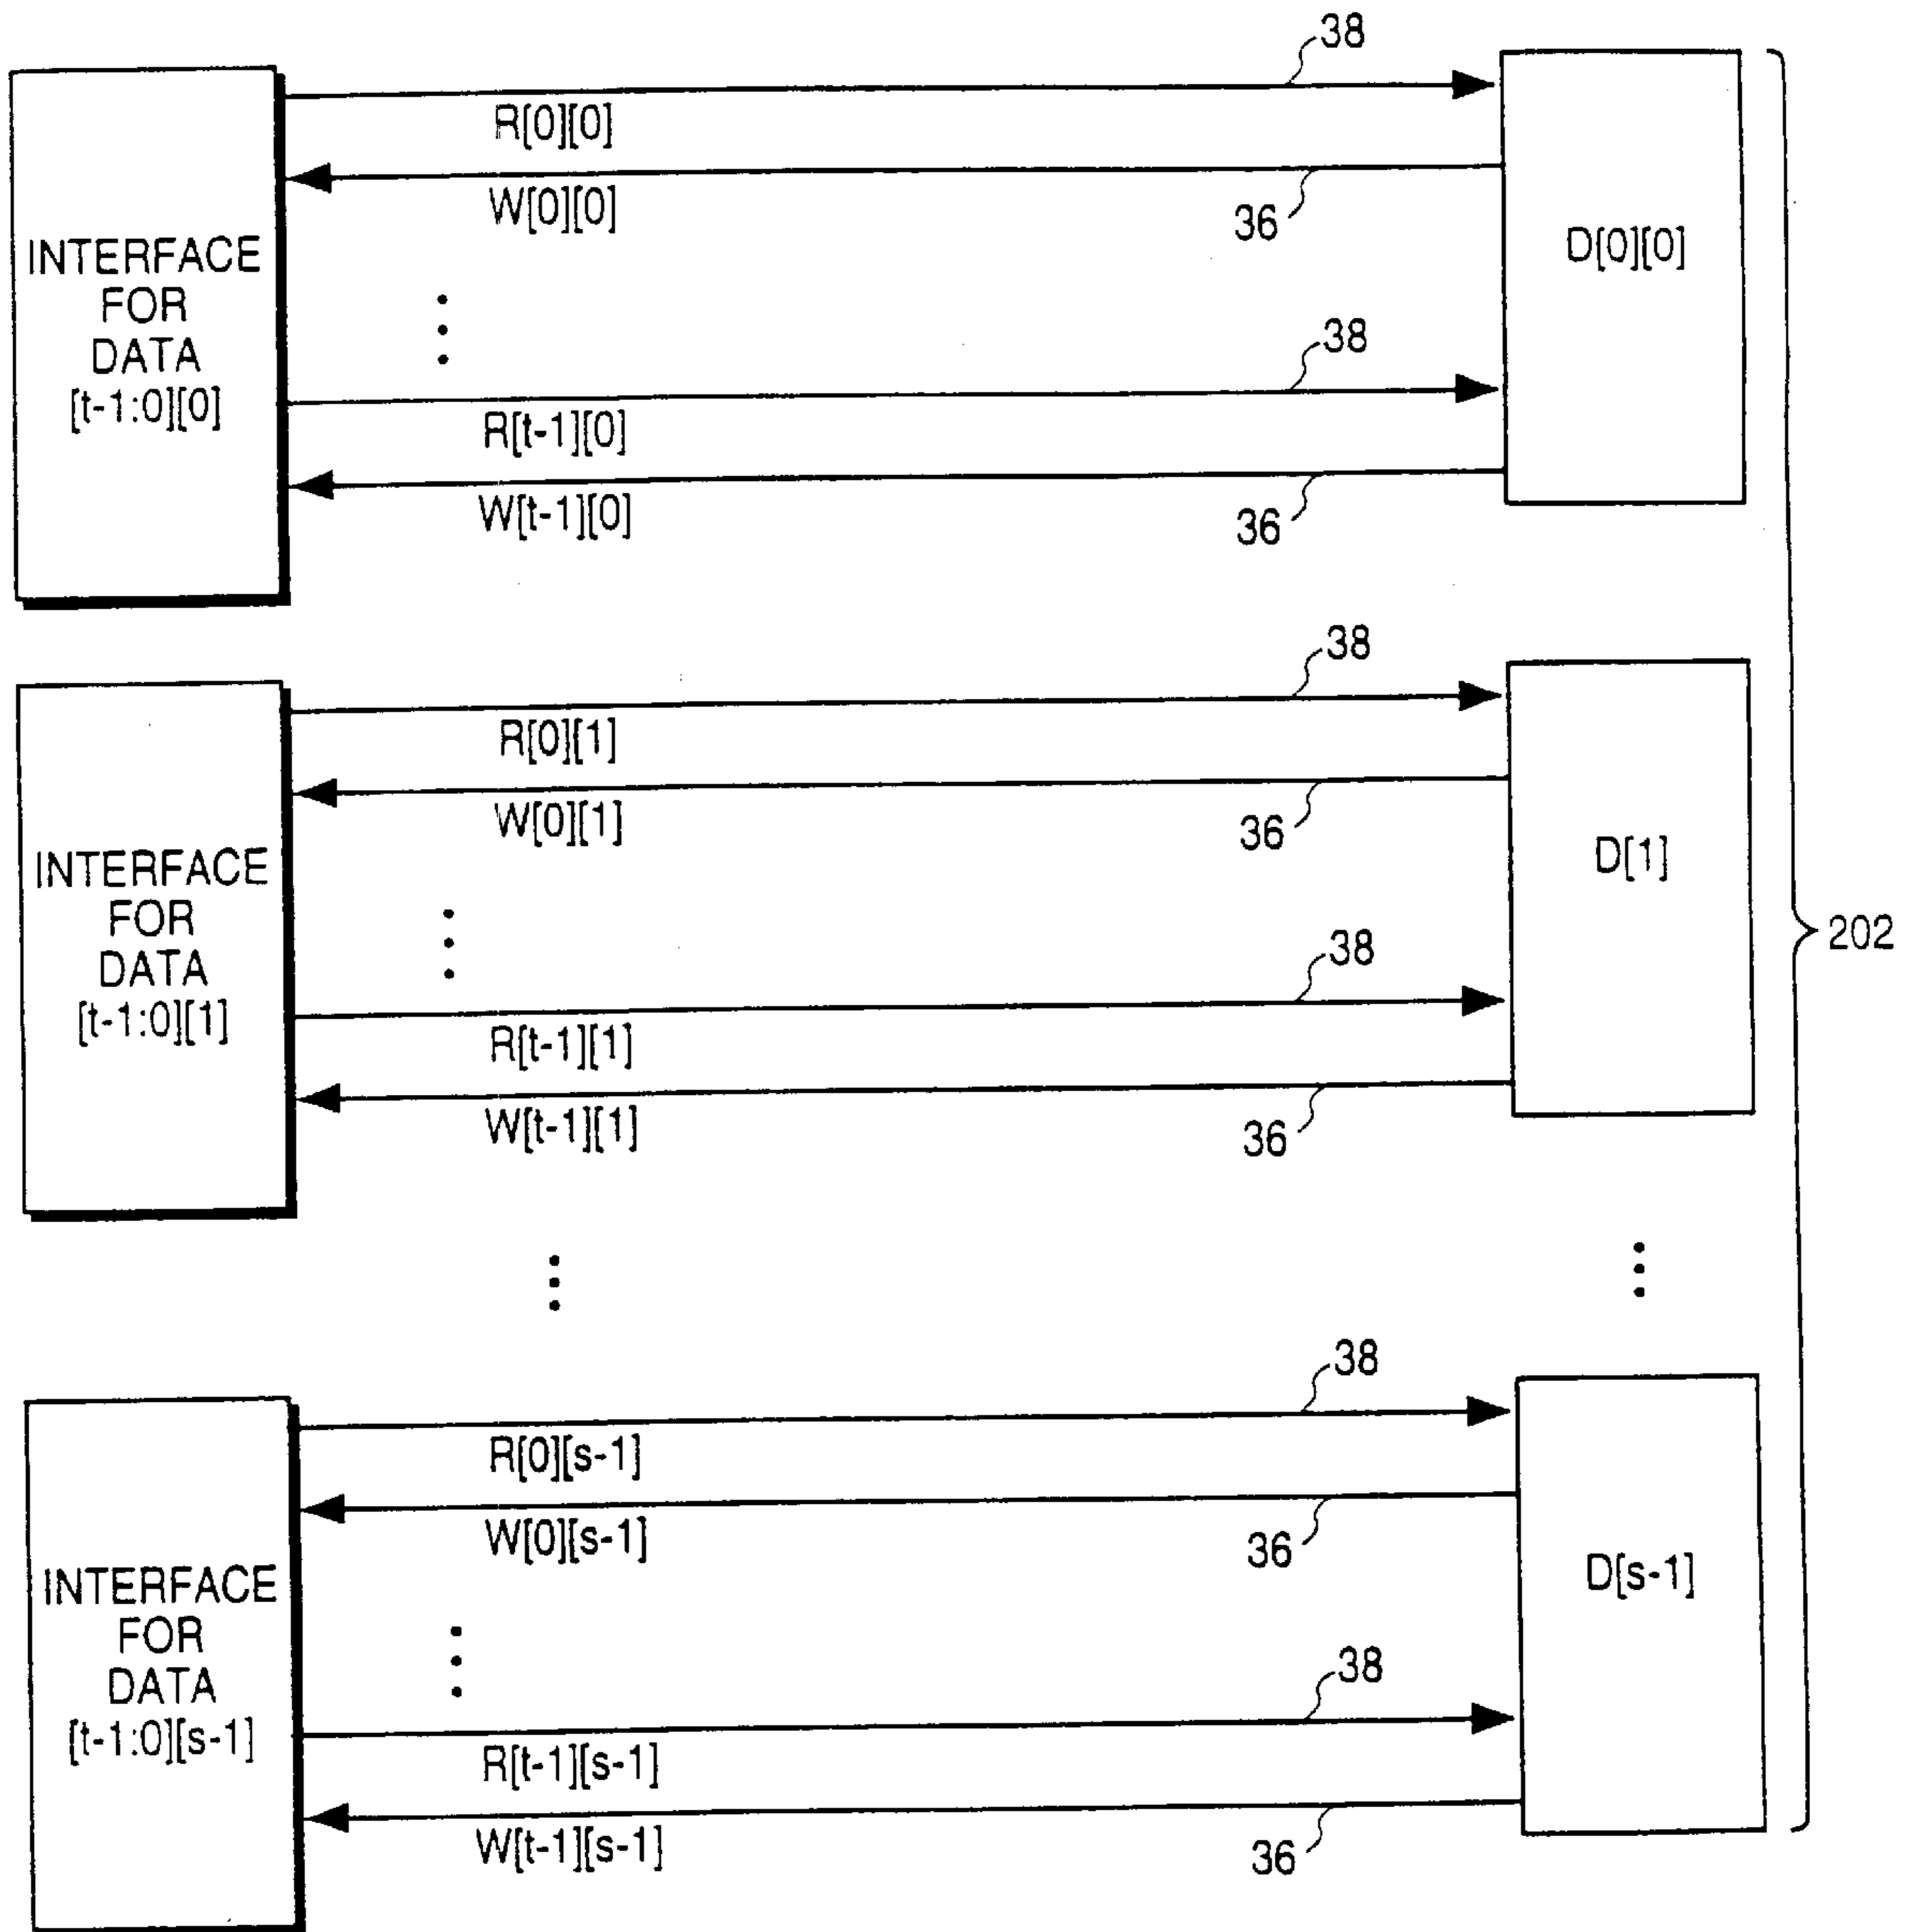 38
R[0][0]
W[0][0]
36
INTERFACE
FOR
DATA
[t-1:0][0]
D[0][0]
38
R[t-1][0]
W[t-1][0]
36
38
R[0][1]
W[0][1]
36
INTERFACE
FOR
DATA
[t-1:0][1]
D[1]
202
38
R[t-1][1]
W[t-1][1]
36
38
R[0][s-1]
W[0][s-1]
36
INTERFACE
FOR
DATA
[t-1:0][s-1]
D[s-1]
38
R[t-1][s-1]
W[t-1][s-1]
36